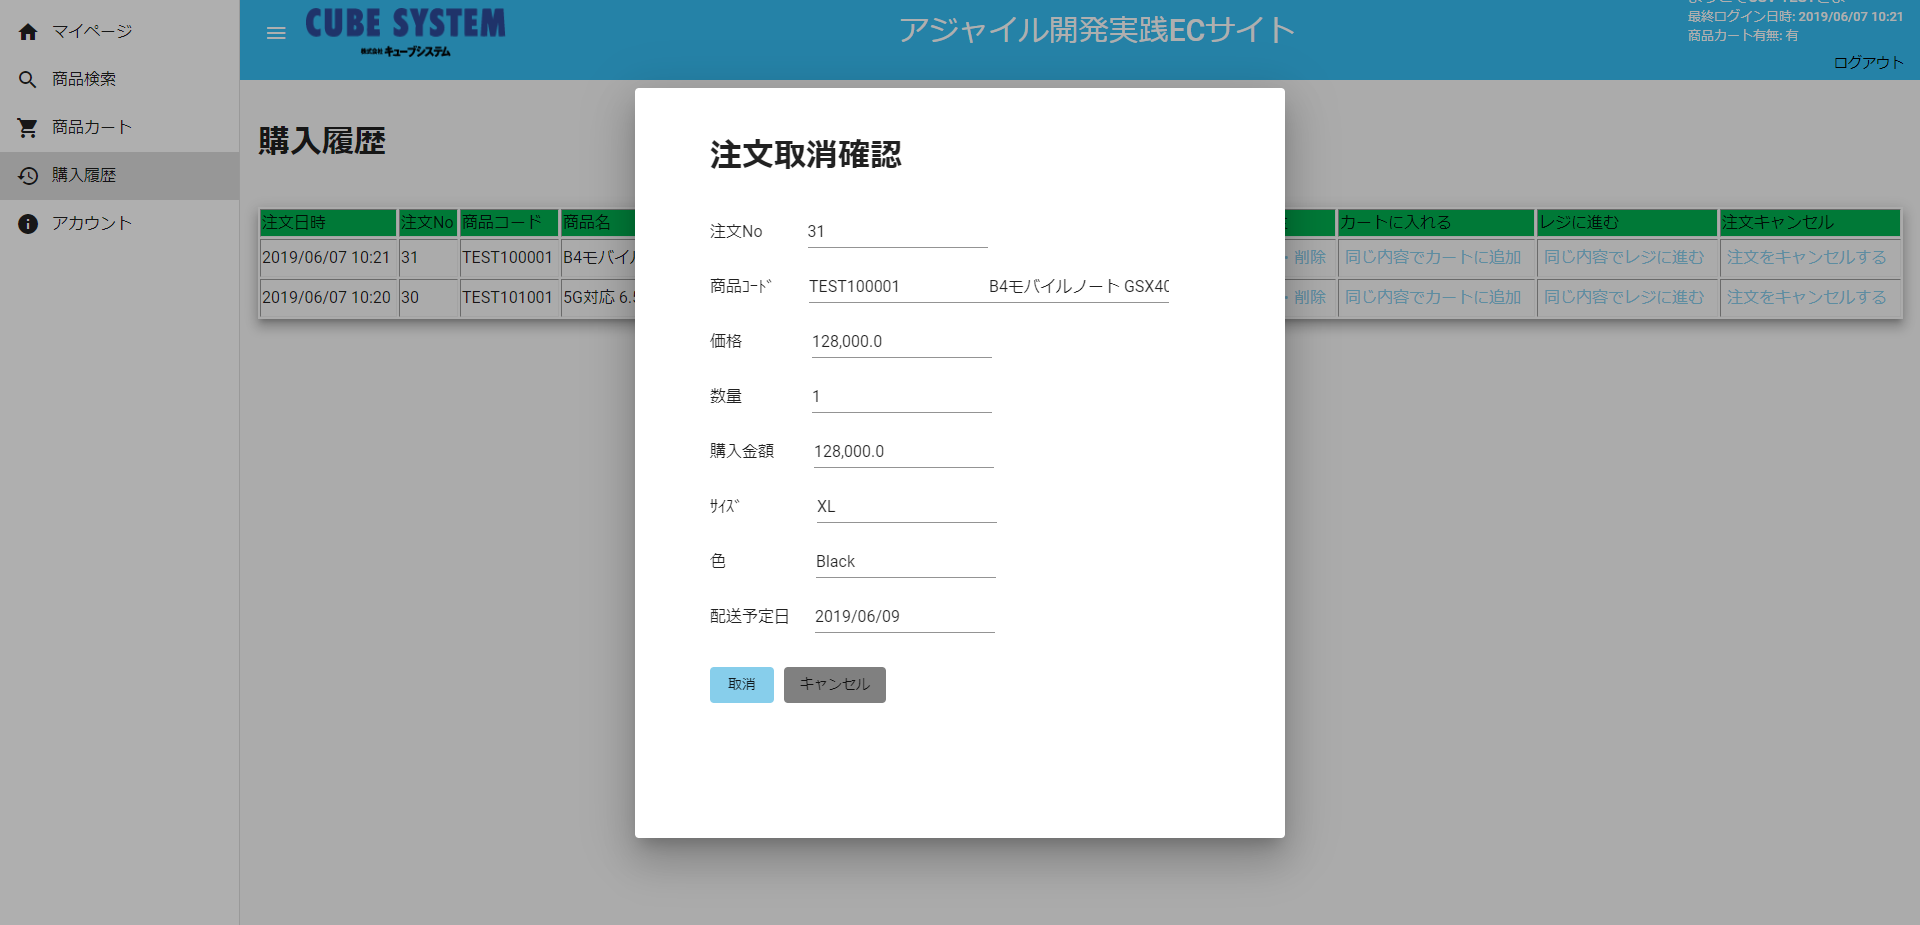 マイページ
商品検索
商品カート
購入履歴
アカウント
CUBE SYSTEM
株式会社 キューブシステム
アジャイル開発実践ECサイト
最終ログイン日時: 2019/06/07 10:21
商品カート有無: 有
ログアウト
購入履歴
注文日時 注文No 商品コード 商品名 カートに入れる レジに進む 注文キャンセル
2019/06/07 10:21 31 TEST100001 B4モバイル 削除 同じ内容でカートに追加 同じ内容でレジに進む 注文をキャンセルする
2019/06/07 10:20 30 TEST101001 5G対応 6.5 削除 同じ内容でカートに追加 同じ内容でレジに進む 注文をキャンセルする
注文取消確認
注文No 31
商品ｺｰﾄﾞ TEST100001 B4モバイルノート GSX40
価格 128,000.0
数量 1
購入金額 128,000.0
ｻｲｽﾞ XL
色 Black
配送予定日 2019/06/09
取消 キャンセル